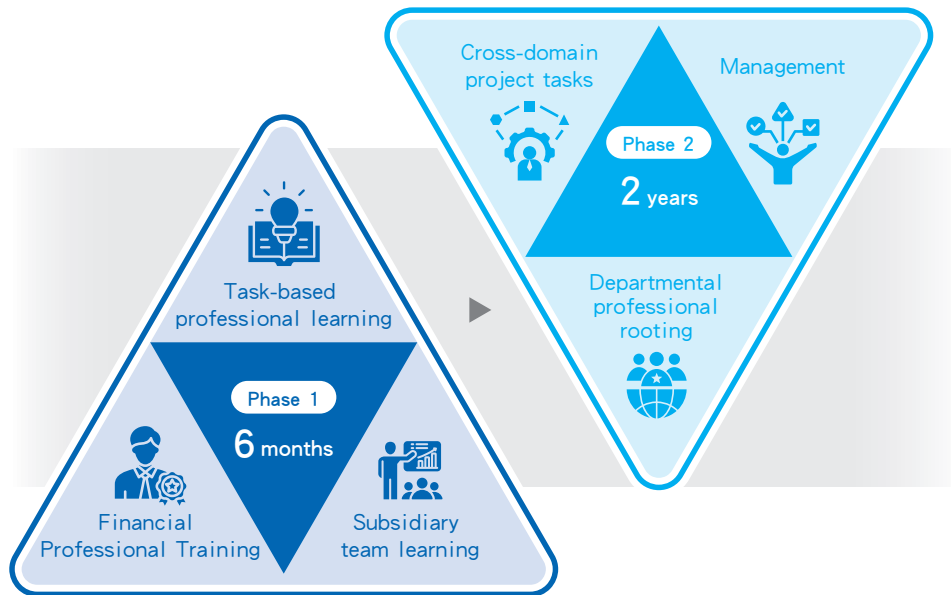 Task-based
professional learning
Phase 1
6 months
Financial
Professional Training
Subsidiary
team learning
Cross-domain
project tasks
Management
Phase 2
2 years
Departmental
professional
rooting